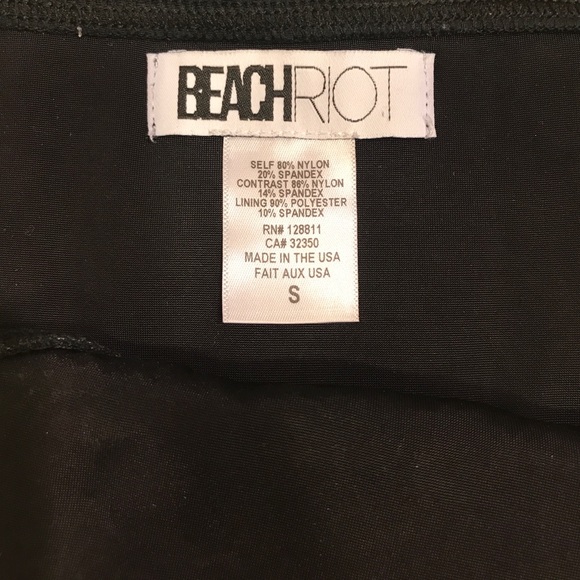 BEACHRIOT
SELF 80% NYLON
20% SPANDEX
CONTRAST 86% NYLON
14% SPANDEX
LINING 90% POLYESTER
10% SPANDEX
RN# 128811
CA# 32350
MADE IN THE USA
FAIT AUX USA
S